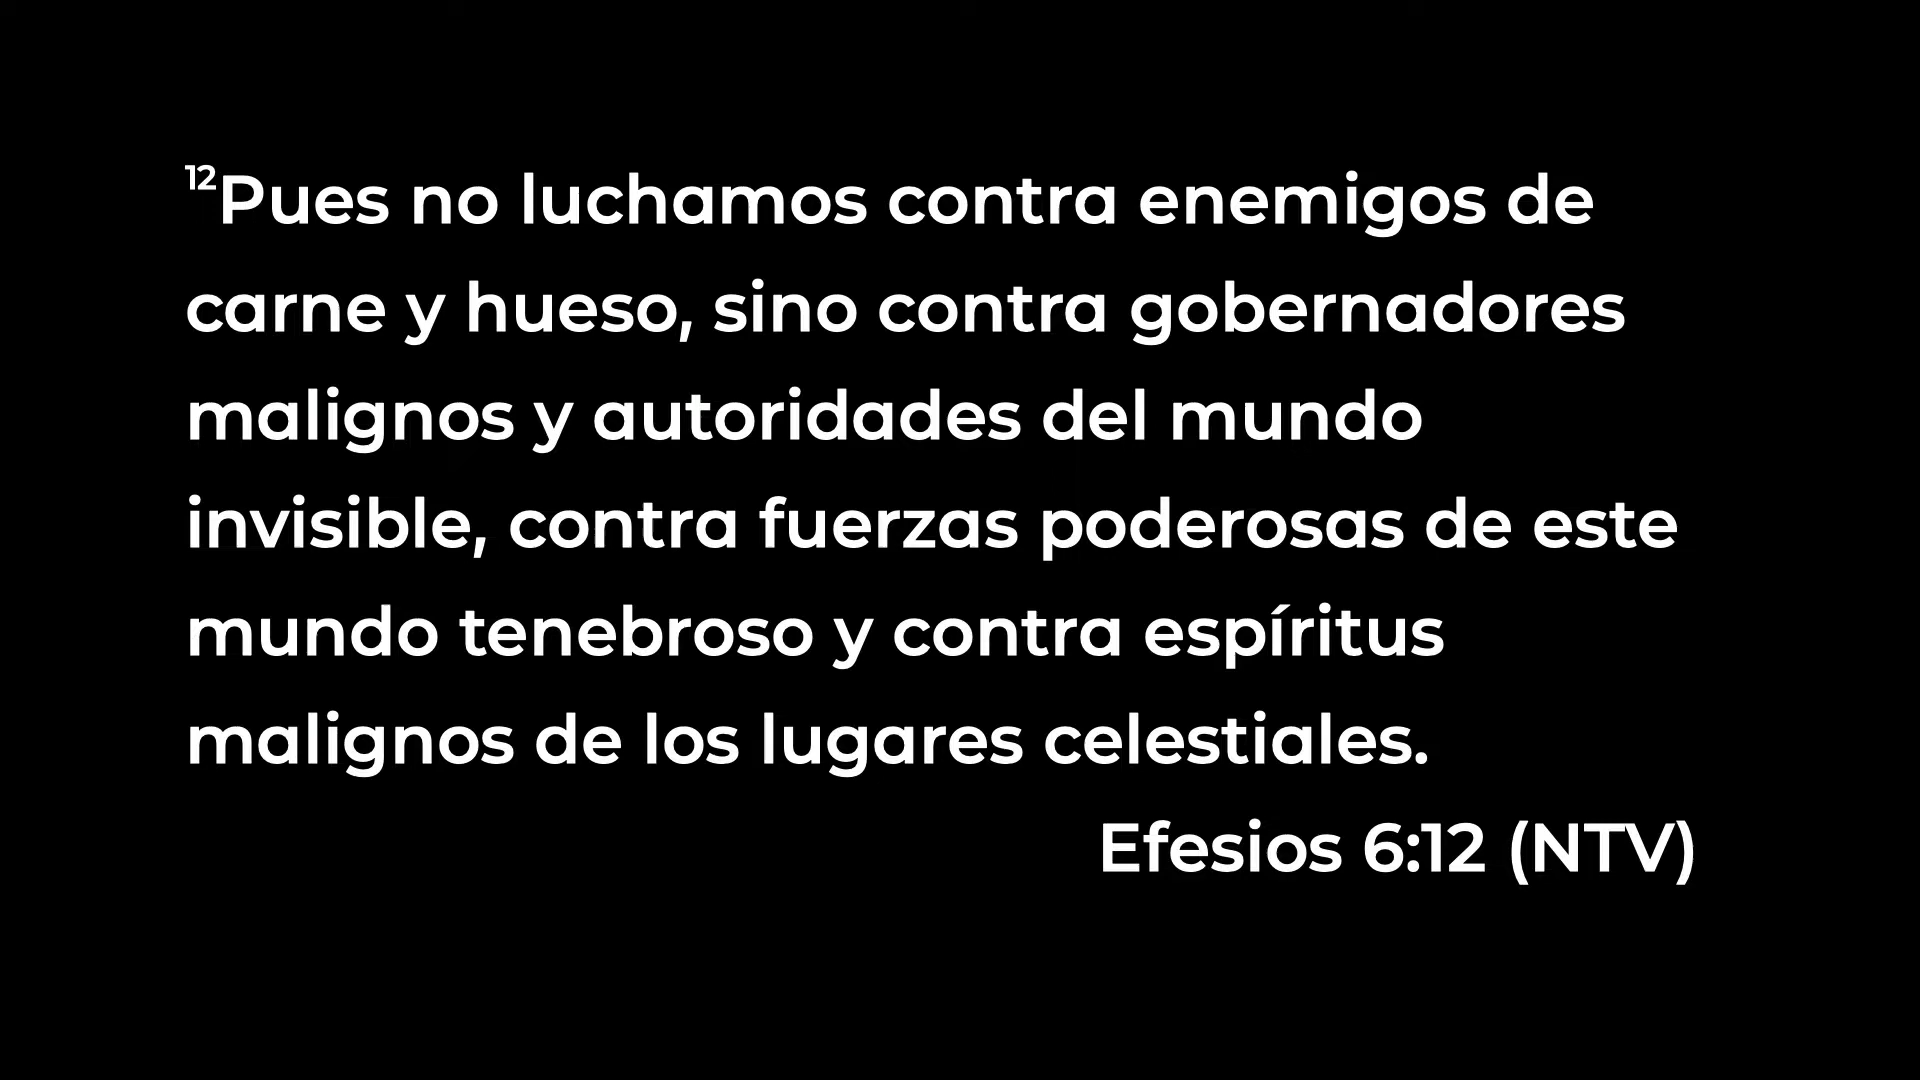 ¹²Pues no luchamos contra enemigos de
carne y hueso, sino contra gobernadores
malignos y autoridades del mundo
invisible, contra fuerzas poderosas de este
mundo tenebroso y contra espíritus
malignos de los lugares celestiales.
Efesios 6:12 (NTV)